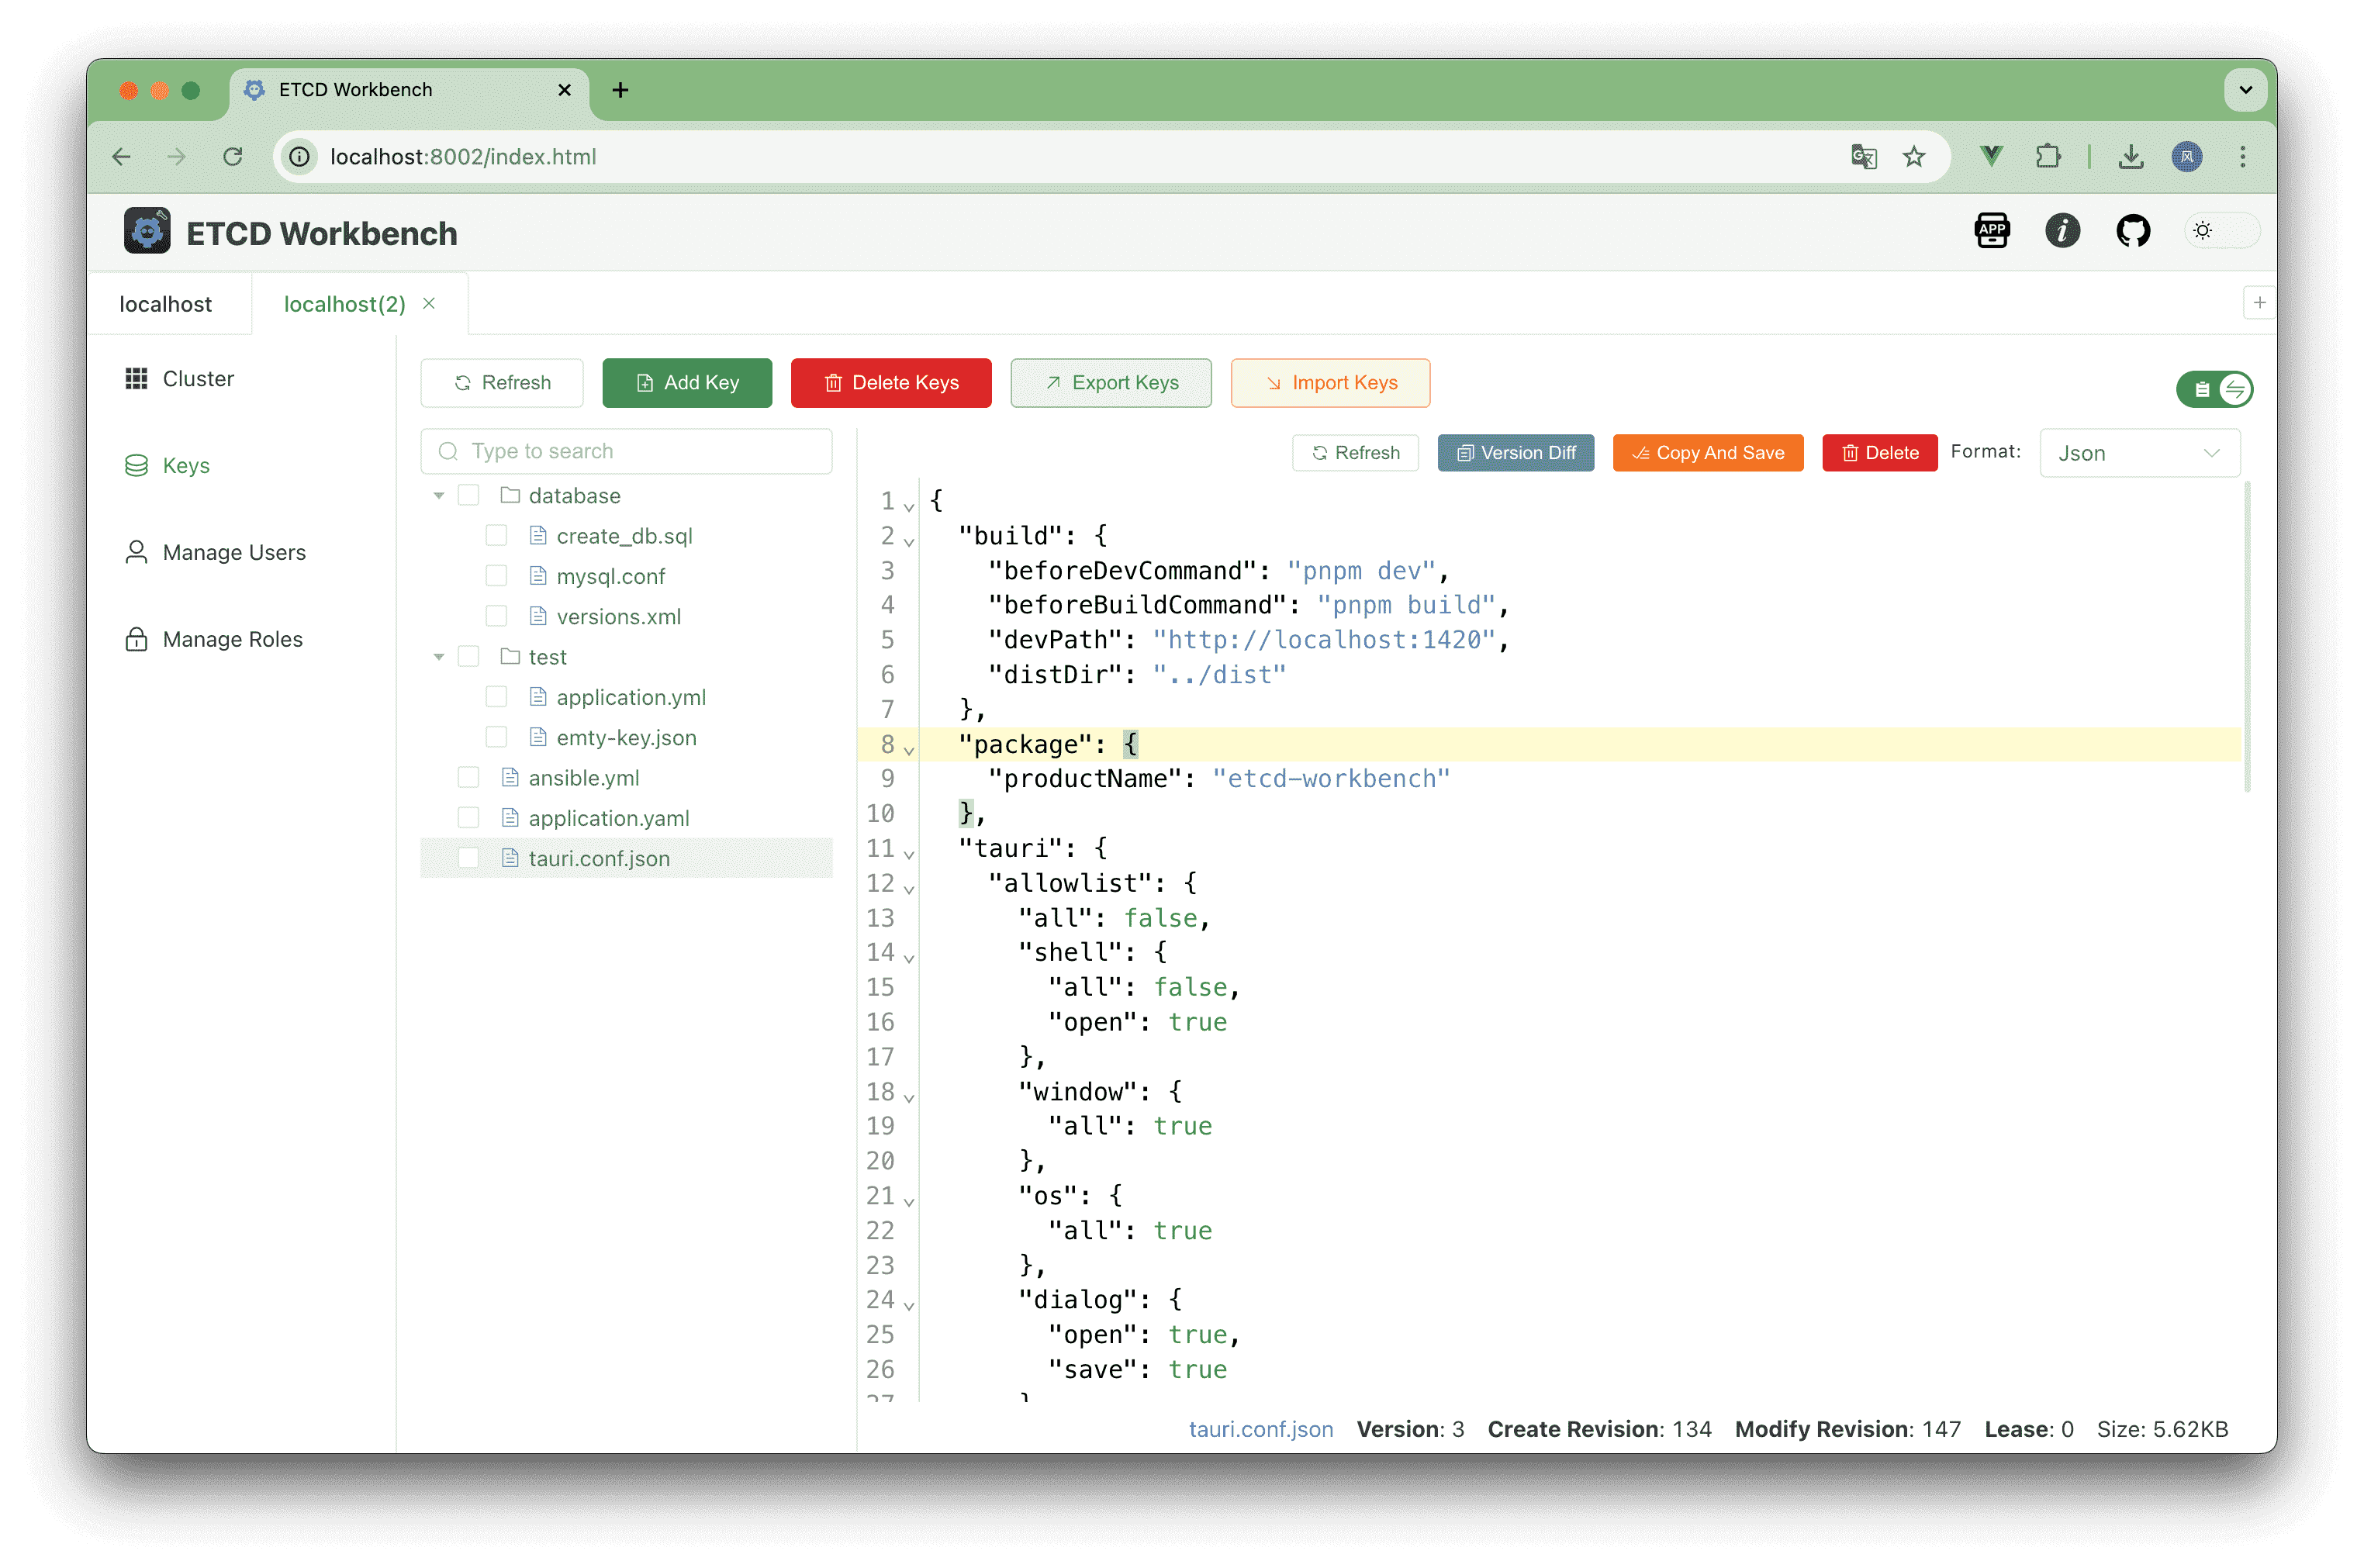 ETCD Workbench
localhost:8002/index.html
风
ETCD Workbench
APP
localhost
localhost(2)
Cluster
Keys
Manage Users
Manage Roles
Refresh
Add Key
Delete Keys
Export Keys
Import Keys
Type to search
Refresh
Version Diff
Copy And Save
Delete
Format:
Json
database
create_db.sql
mysql.conf
versions.xml
test
application.yml
emty-key.json
ansible.yml
application.yaml
tauri.conf.json
1 {
2 "build": {
3 "beforeDevCommand": "pnpm dev",
4 "beforeBuildCommand": "pnpm build",
5 "devPath": "http://localhost:1420",
6 "distDir": "../dist"
7 },
8 "package": {
9 "productName": "etcd-workbench"
10 },
11 "tauri": {
12 "allowlist": {
13 "all": false,
14 "shell": {
15 "all": false,
16 "open": true
17 },
18 "window": {
19 "all": true
20 },
21 "os": {
22 "all": true
23 },
24 "dialog": {
25 "open": true,
26 "save": true
27 }
tauri.conf.json Version: 3 Create Revision: 134 Modify Revision: 147 Lease: 0 Size: 5.62KB